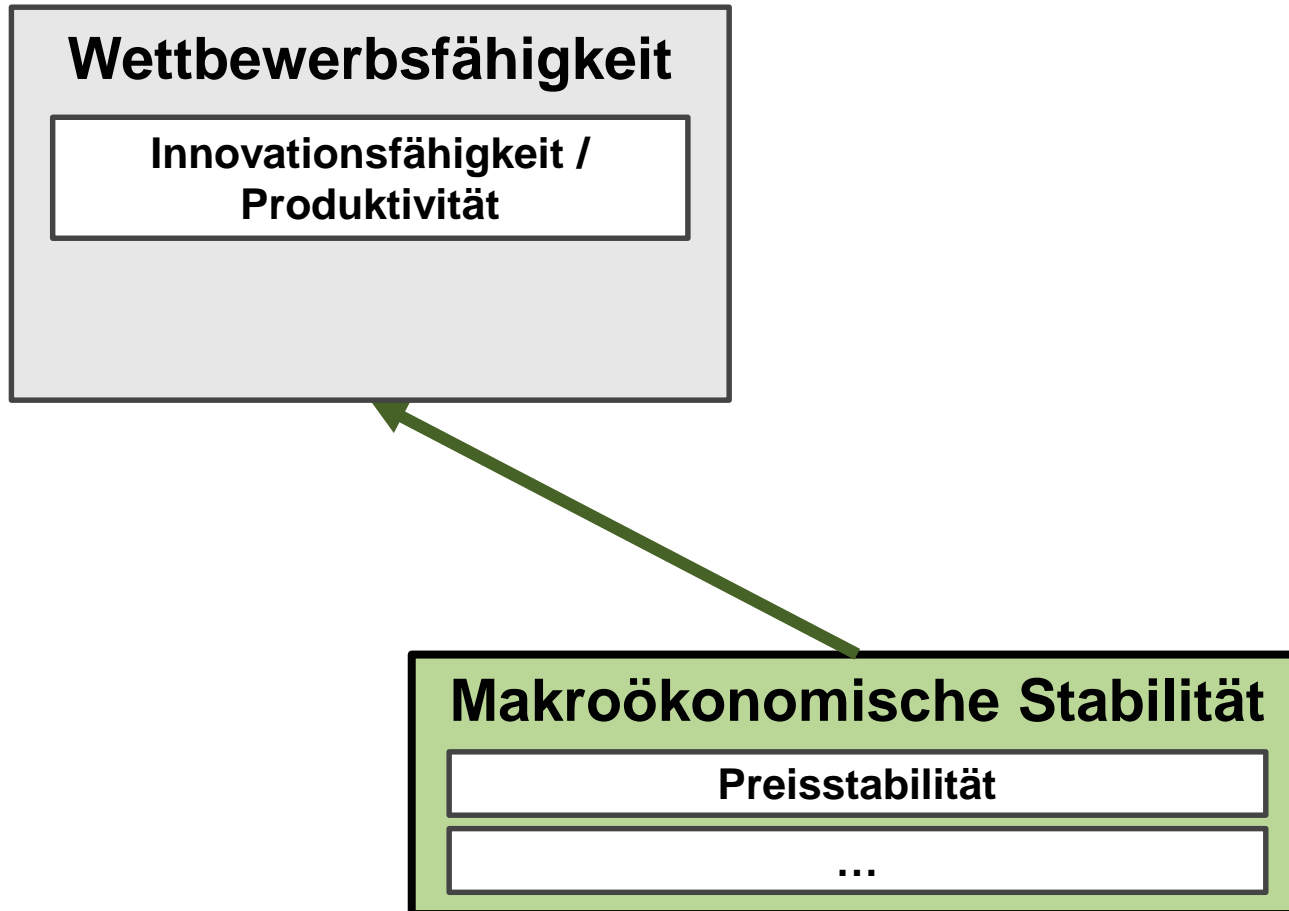 Wettbewerbsfähigkeit
Innovationsfähigkeit /
Produktivität
Makroökonomische Stabilität
Preisstabilität
…